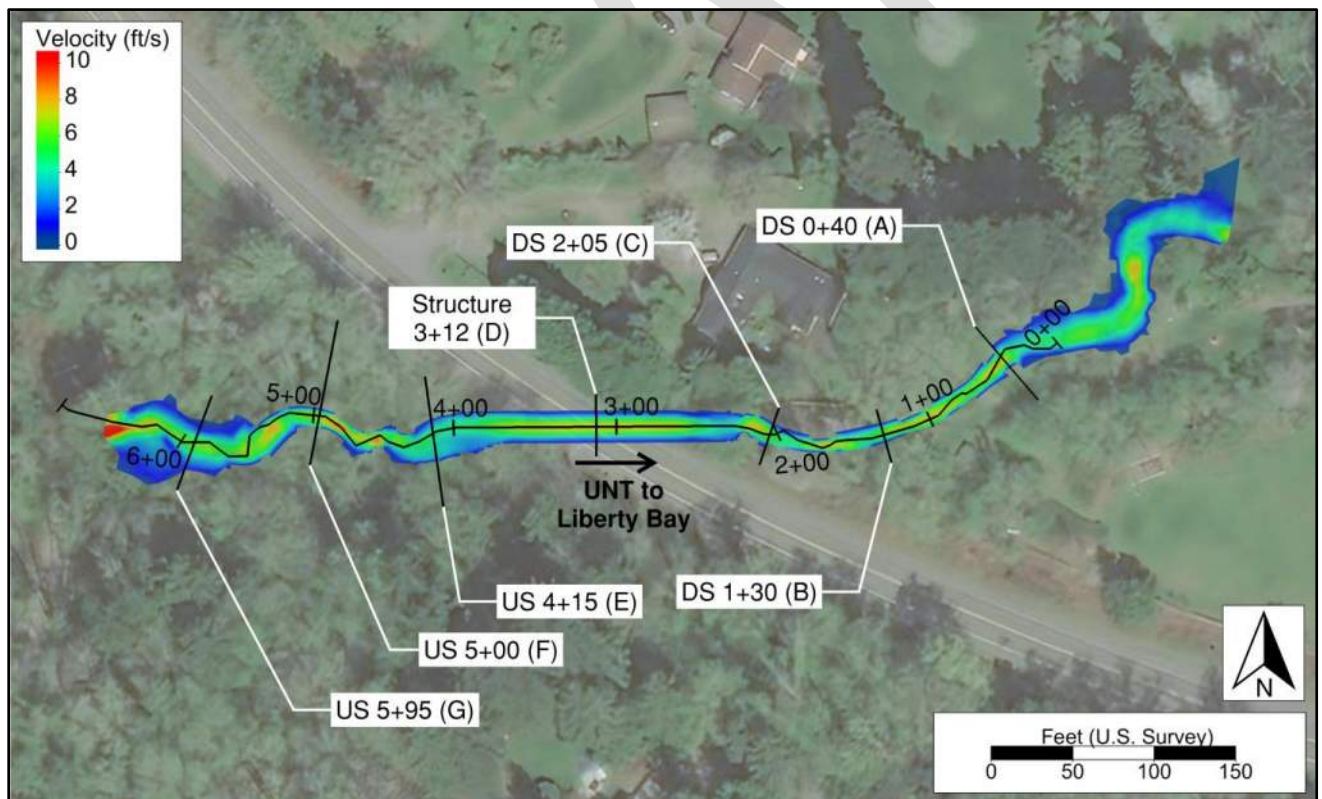 Velocity (ft/s)
10
8
6
4
2
0
DS 0+40 (A)
DS 2+05 (C)
Structure
3+12 (D)
0+00
1+00
2+00
3+00
4+00
5+00
6+00
UNT to
Liberty Bay
DS 1+30 (B)
US 4+15 (E)
US 5+00 (F)
US 5+95 (G)
N
Feet (U.S. Survey)
0 50 100 150